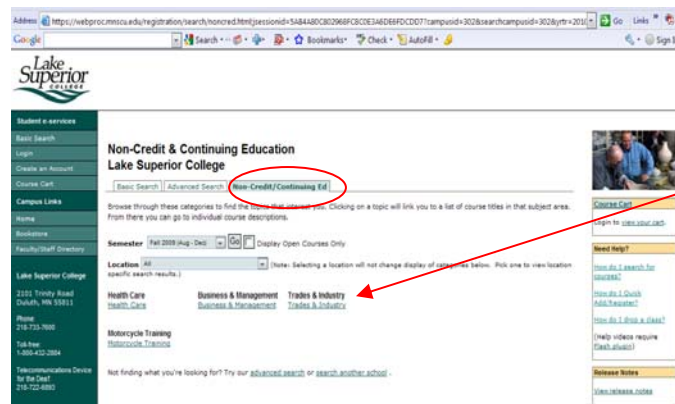 Address https://webproc.mnscu.edu/registration/search/noncred.html;jsessionid=5AB4A80C802968FCBC0E3A6DE6FDCDD7?campusid=302&searchcampusid=302&yrtr=201 Go Links
Google Search Bookmarks Check AutoFill Sign
Lake
Superior
COLLEGE
Student e-services
Basic Search
Login
Create an Account
Course Cart
Campus Links
Home
Bookstore
Faculty/Staff Directory
Lake Superior College
2101 Trinity Road
Duluth, MN 55811
Phone
218-733-7600
Toll-free
1-800-432-2884
Telecommunications Device
for the Deaf
218-722-6893
Non-Credit & Continuing Education
Lake Superior College
Basic Search Advanced Search Non-Credit/Continuing Ed
Browse through these categories to find the topics that interest you. Clicking on a topic will link you to a list of course titles in that subject area.
From there you can go to individual course descriptions.
Semester Fall 2009 (Aug - Dec) Go Display Open Courses Only
Location All (Note: Selecting a location will not change display of categories below. Pick one to view location
specific search results.)
Health Care Business & Management Trades & Industry
Health Care Business & Management Trades & Industry
Motorcycle Training
Motorcycle Training
Not finding what you're looking for? Try our advanced search or search another school .
Course Cart
Login to view your cart.
Need Help?
How do I search for
courses?
How do I Quick
Add/Register?
How do I drop a class?
(Help videos require
flash plugin)
Release Notes
View release notes